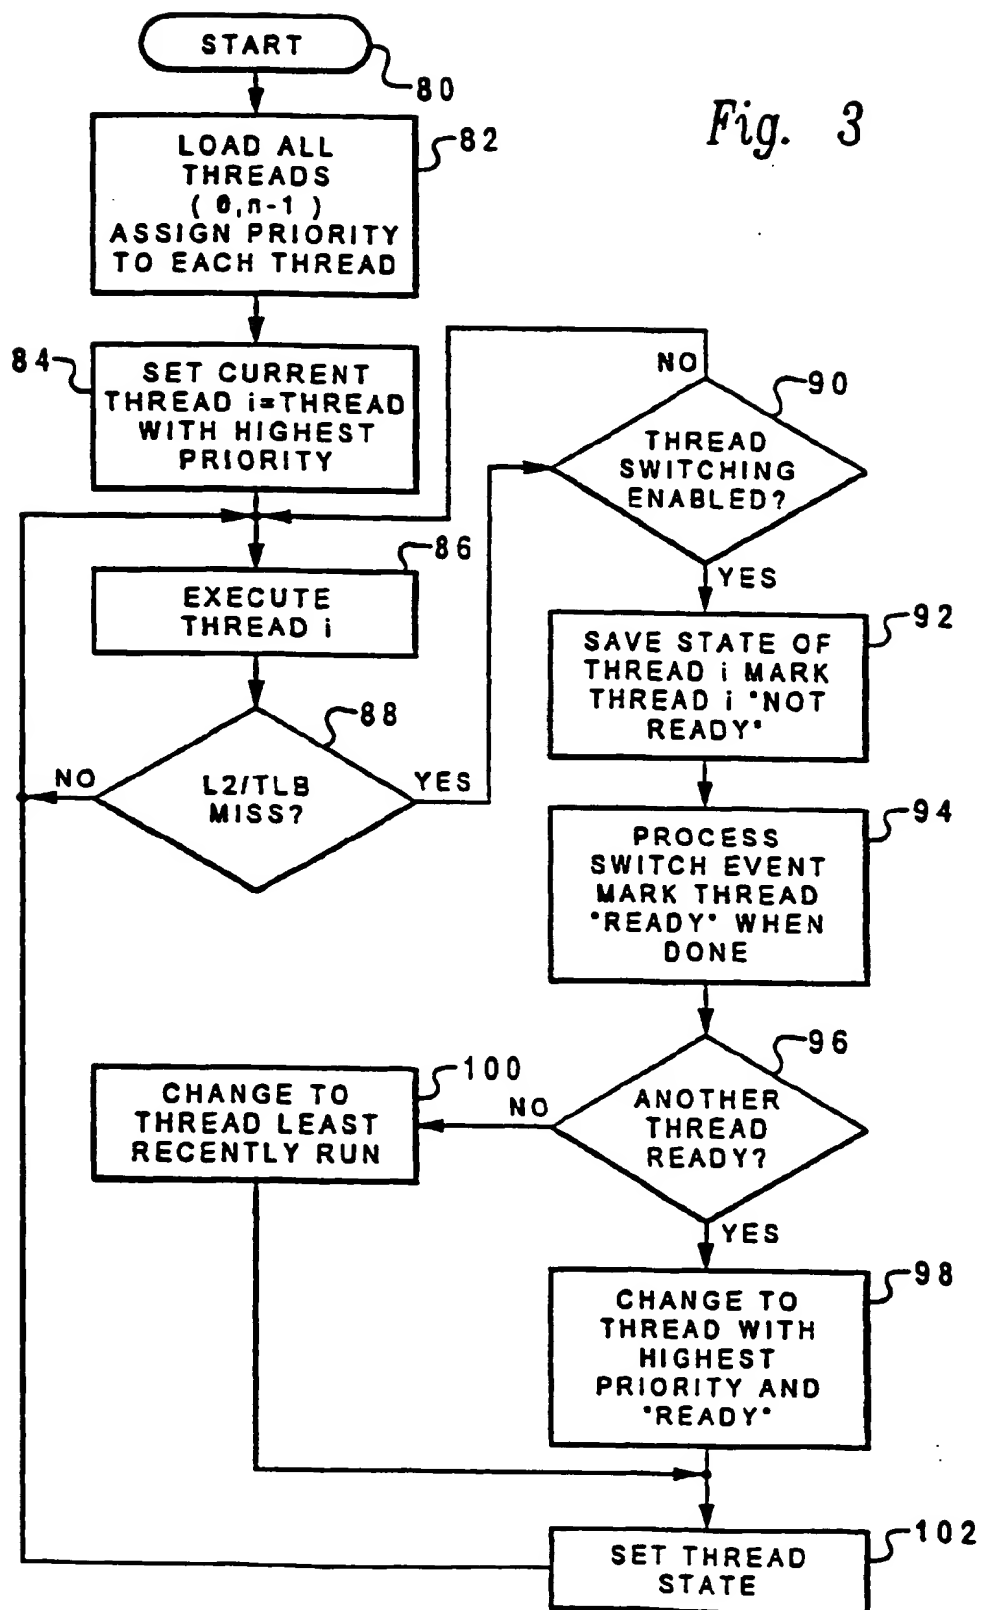 START
80
Fig. 3
LOAD ALL
THREADS
(0,n-1)
ASSIGN PRIORITY
TO EACH THREAD
82
84
SET CURRENT
THREAD i=THREAD
WITH HIGHEST
PRIORITY
NO
90
THREAD
SWITCHING
ENABLED?
YES
86
EXECUTE
THREAD i
88
L2/TLB
MISS?
NO
YES
92
SAVE STATE OF
THREAD i MARK
THREAD i "NOT
READY"
94
PROCESS
SWITCH EVENT
MARK THREAD
"READY" WHEN
DONE
96
ANOTHER
THREAD
READY?
NO
YES
100
CHANGE TO
THREAD LEAST
RECENTLY RUN
98
CHANGE TO
THREAD WITH
HIGHEST
PRIORITY AND
"READY"
102
SET THREAD
STATE